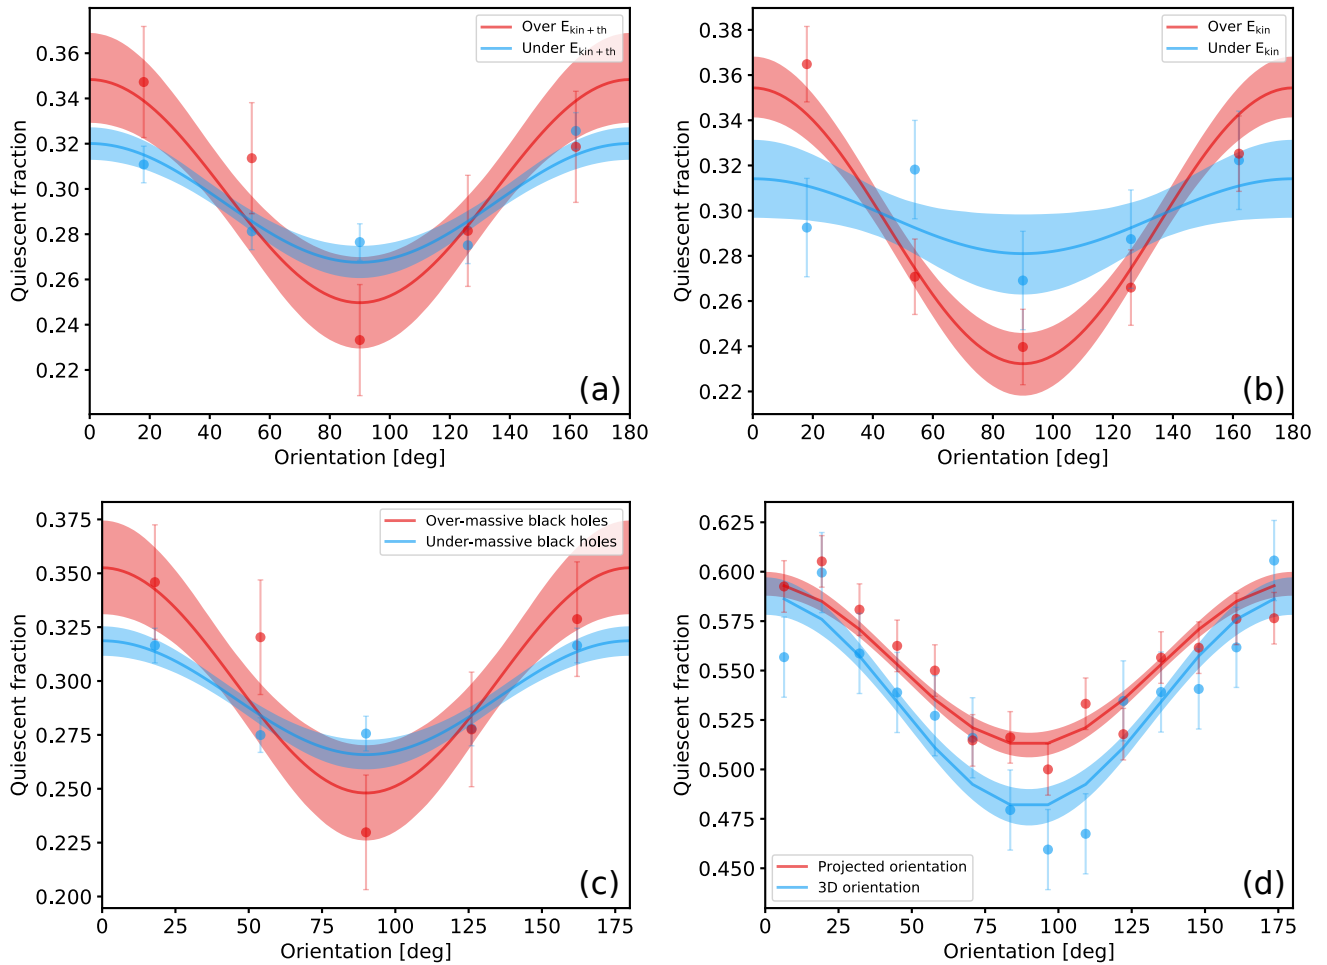 Over E_kin+th
Under E_kin+th
0.36
0.34
0.32
0.30
0.28
0.26
0.24
0.22
Quiescent fraction
(a)
0 20 40 60 80 100 120 140 160 180
Orientation [deg]
Over E_kin
Under E_kin
0.38
0.36
0.34
0.32
0.30
0.28
0.26
0.24
0.22
Quiescent fraction
(b)
0 20 40 60 80 100 120 140 160 180
Orientation [deg]
Over-massive black holes
Under-massive black holes
0.375
0.350
0.325
0.300
0.275
0.250
0.225
0.200
Quiescent fraction
(c)
0 25 50 75 100 125 150 175
Orientation [deg]
0.625
0.600
0.575
0.550
0.525
0.500
0.475
0.450
Quiescent fraction
Projected orientation
3D orientation
(d)
0 25 50 75 100 125 150 175
Orientation [deg]